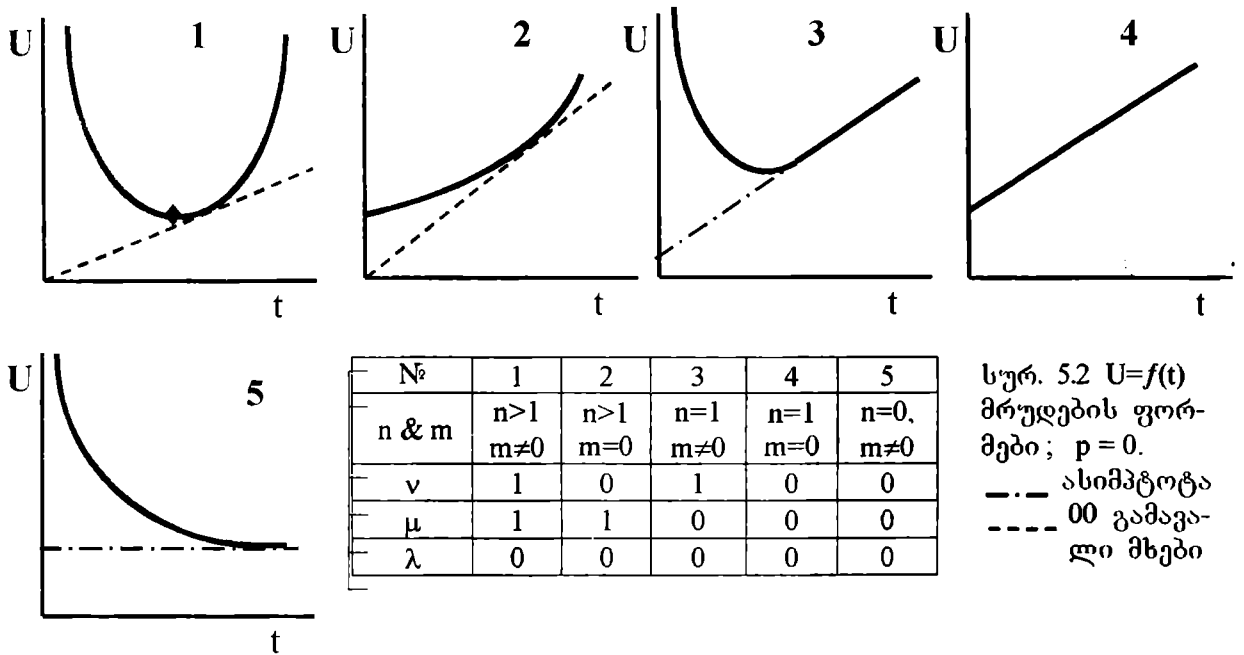 U 1
t
U 2
t
U 3
t
U 4
t
U 5
t
№ 1 2 3 4 5
n & m n>1 m≠0 n>1 m=0 n=1 m≠0 n=1 m=0 n=0, m≠0
ν 1 0 1 0 0
μ 1 1 0 0 0
λ 0 0 0 0 0
სურ. 5.2 U=f(t)
მრუდების ფორ-
მები; p = 0.
ასიმპტოტა
00 გამავა-
ლი მხები